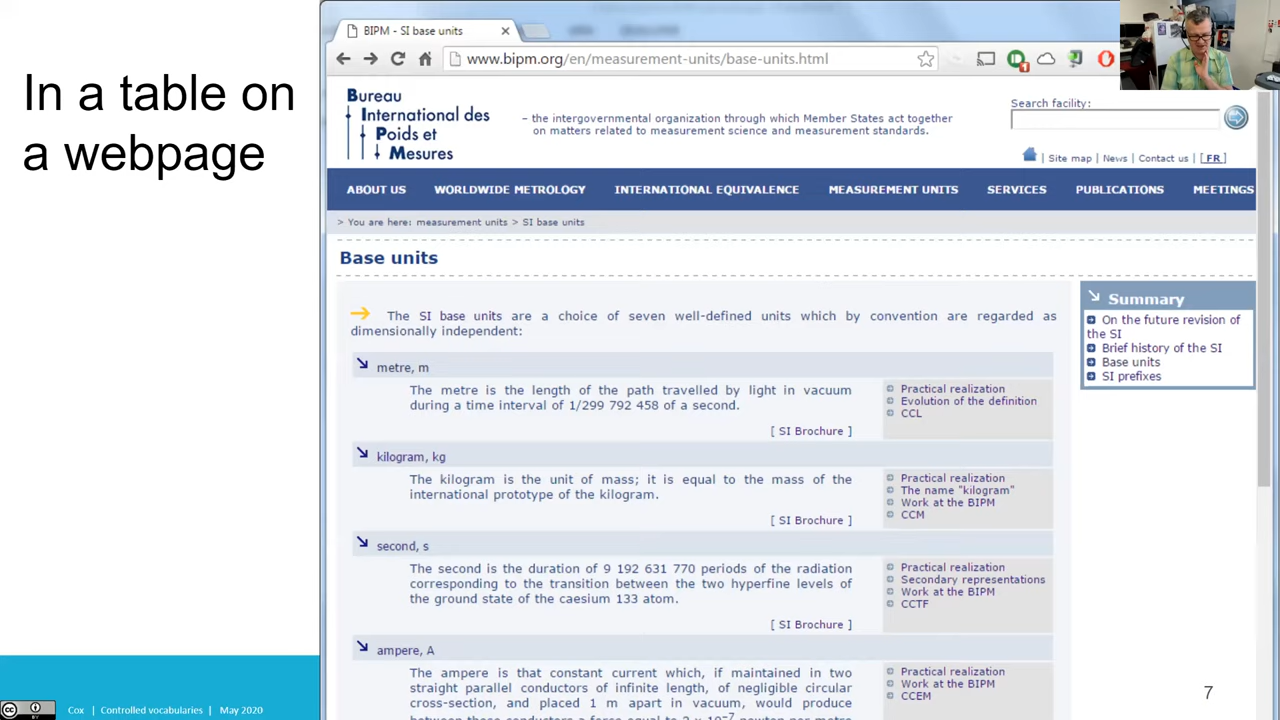 In a table on
a webpage
BIPM - SI base units
www.bipm.org/en/measurement-units/base-units.html
Bureau
International des
Poids et
Mesures
– the intergovernmental organization through which Member States act together
on matters related to measurement science and measurement standards.
Search facility:
| Site map | News | Contact us | [ FR ]
ABOUT US WORLDWIDE METROLOGY INTERNATIONAL EQUIVALENCE MEASUREMENT UNITS SERVICES PUBLICATIONS MEETINGS
> You are here: measurement units > SI base units
Base units
The SI base units are a choice of seven well-defined units which by convention are regarded as
dimensionally independent:
metre, m
The metre is the length of the path travelled by light in vacuum
during a time interval of 1/299 792 458 of a second.
[ SI Brochure ]
Practical realization
Evolution of the definition
CCL
kilogram, kg
The kilogram is the unit of mass; it is equal to the mass of the
international prototype of the kilogram.
[ SI Brochure ]
Practical realization
The name "kilogram"
Work at the BIPM
CCM
second, s
The second is the duration of 9 192 631 770 periods of the radiation
corresponding to the transition between the two hyperfine levels of
the ground state of the caesium 133 atom.
[ SI Brochure ]
Practical realization
Secondary representations
Work at the BIPM
CCTF
ampere, A
The ampere is that constant current which, if maintained in two
straight parallel conductors of infinite length, of negligible circular
cross-section, and placed 1 m apart in vacuum, would produce
between these conductors a force equal to 2 x 10⁻⁷ newton per metre
Practical realization
Work at the BIPM
CCEM
Summary
On the future revision of
the SI
Brief history of the SI
Base units
SI prefixes
7
Cox | Controlled vocabularies | May 2020